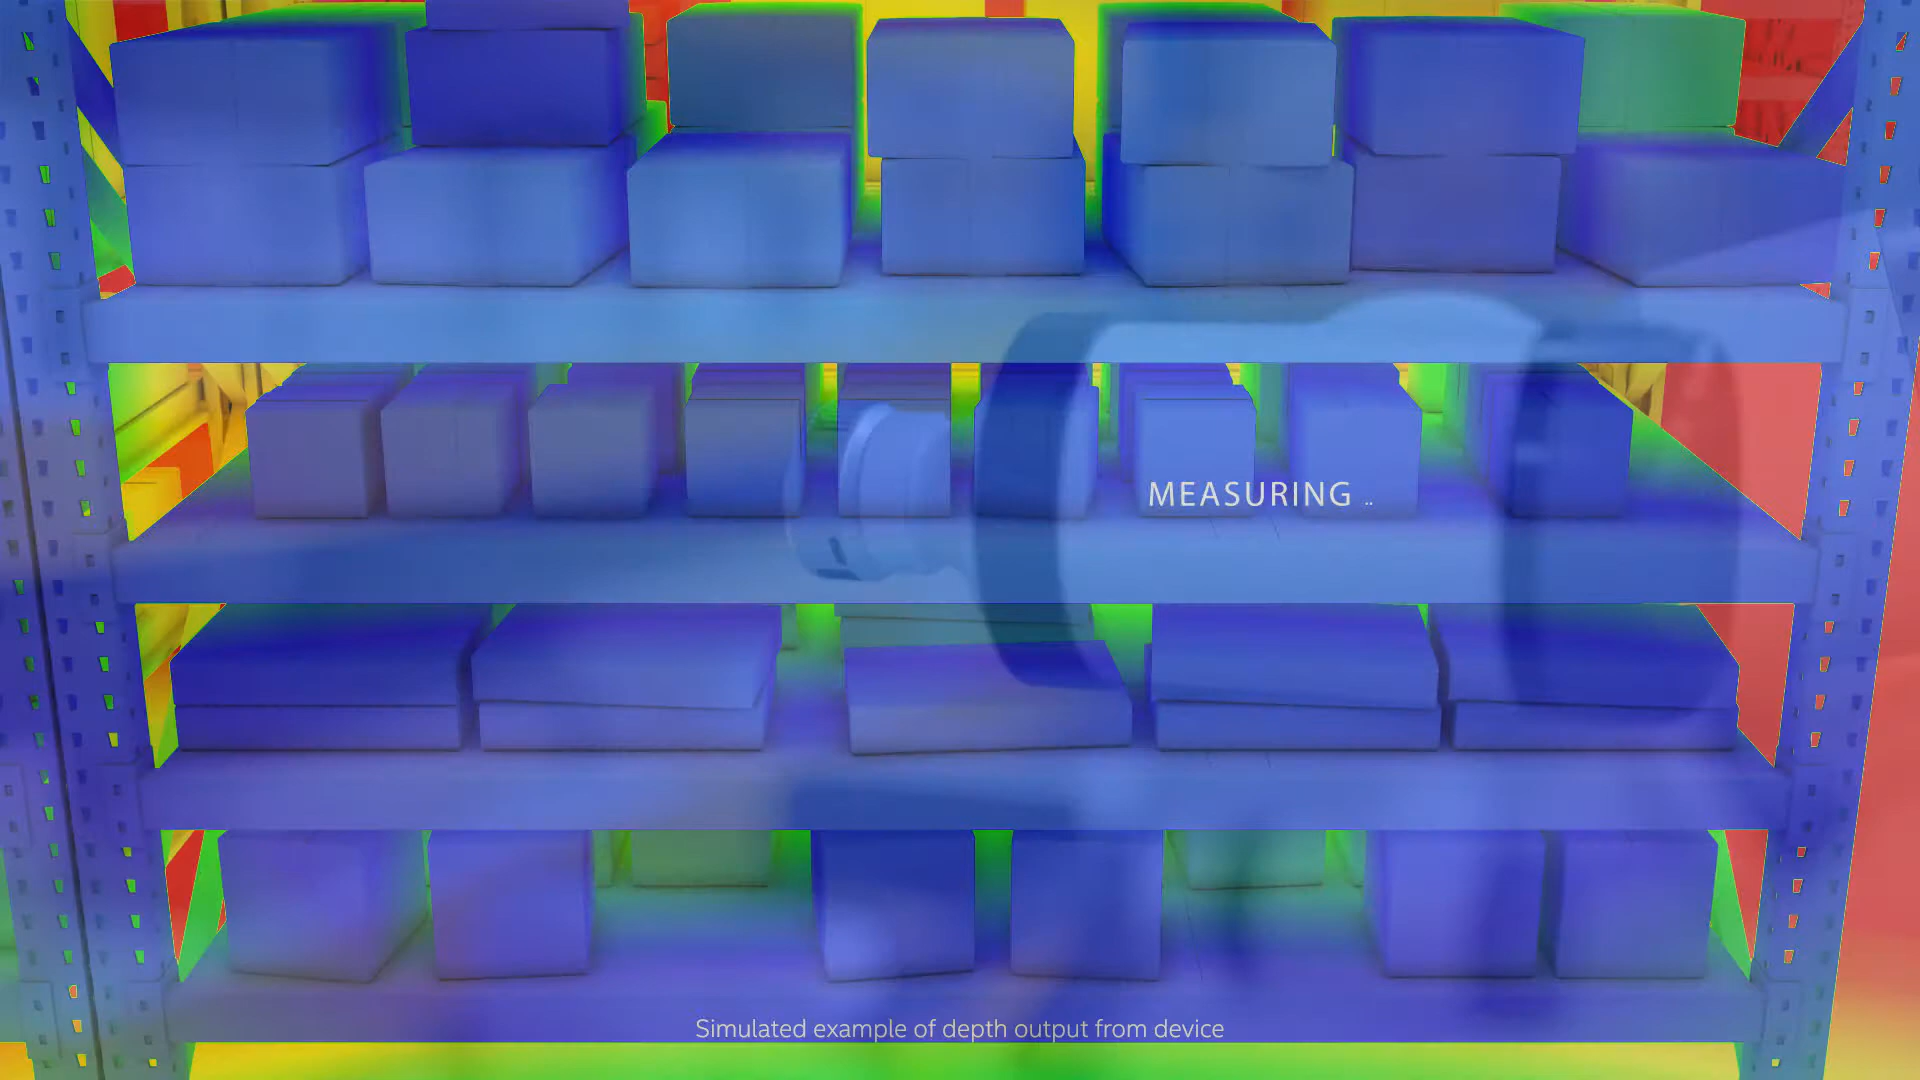 MEASURING ..
Simulated example of depth output from device